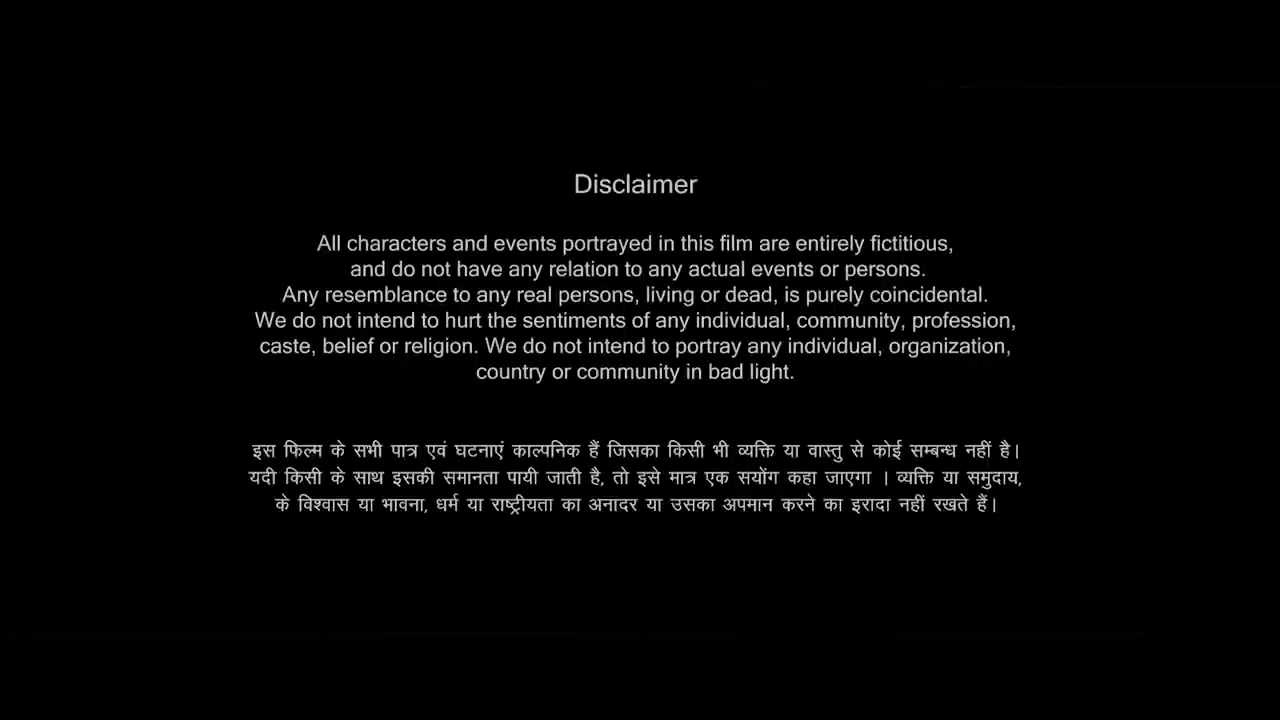 Disclaimer
All characters and events portrayed in this film are entirely fictitious,
and do not have any relation to any actual events or persons.
Any resemblance to any real persons, living or dead, is purely coincidental.
We do not intend to hurt the sentiments of any individual, community, profession,
caste, belief or religion. We do not intend to portray any individual, organization,
country or community in bad light.
इस फिल्म के सभी पात्र एवं घटनाएं काल्पनिक हैं जिसका किसी भी व्यक्ति या वास्तु से कोई सम्बन्ध नहीं है।
यदी किसी के साथ इसकी समानता पायी जाती है, तो इसे मात्र एक सयोंग कहा जाएगा । व्यक्ति या समुदाय,
के विश्वास या भावना, धर्म या राष्ट्रीयता का अनादर या उसका अपमान करने का इरादा नहीं रखते हैं।